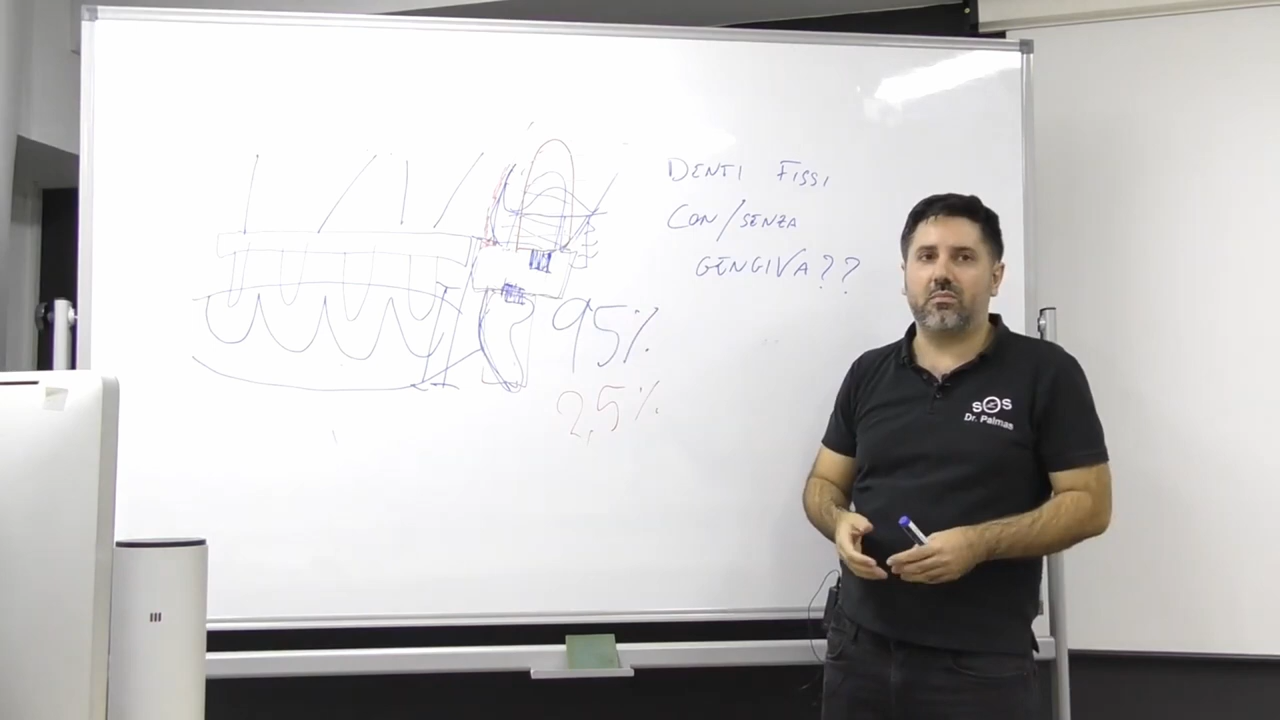 DENTI FISSI
CON/SENZA
GENGIVA??
95%
2,5%
SOS
Dr. Palmas